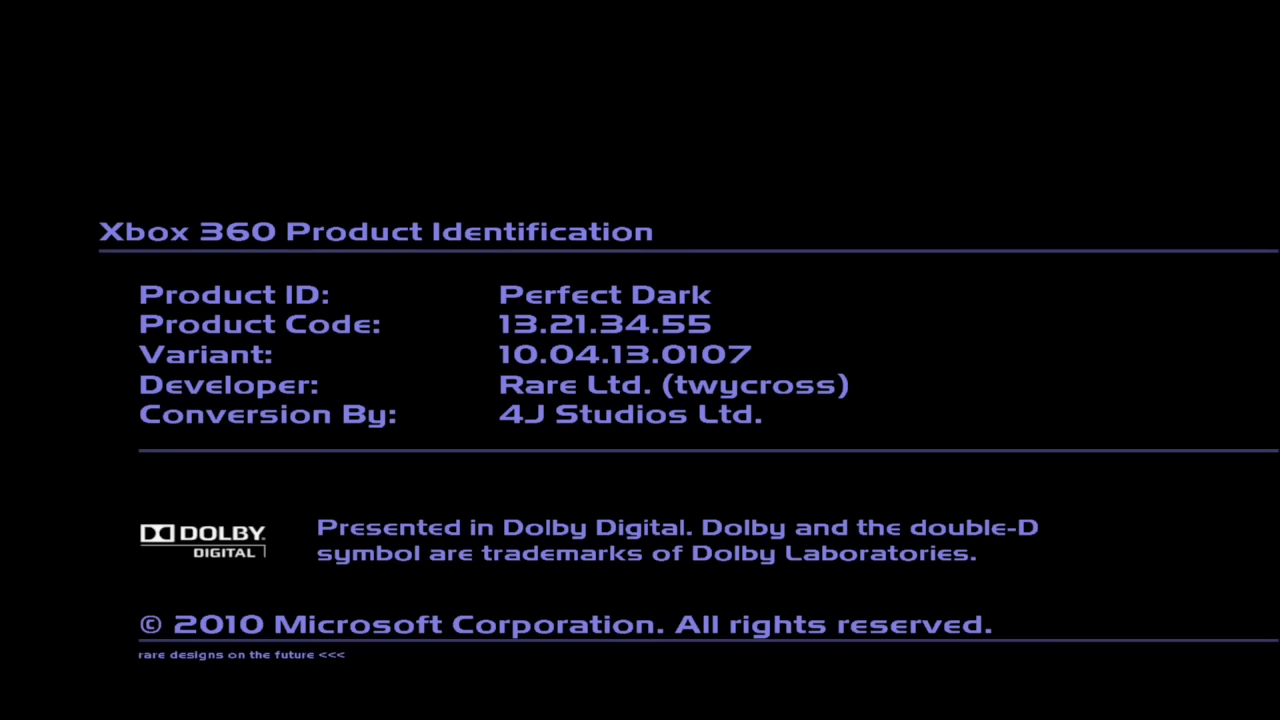 Xbox 360 Product Identification
Product ID: Perfect Dark
Product Code: 13.21.34.55
Variant: 10.04.13.0107
Developer: Rare Ltd. (twycross)
Conversion By: 4J Studios Ltd.
DOLBY
DIGITAL
Presented in Dolby Digital. Dolby and the double-D
symbol are trademarks of Dolby Laboratories.
© 2010 Microsoft Corporation. All rights reserved.
rare designs on the future <<<